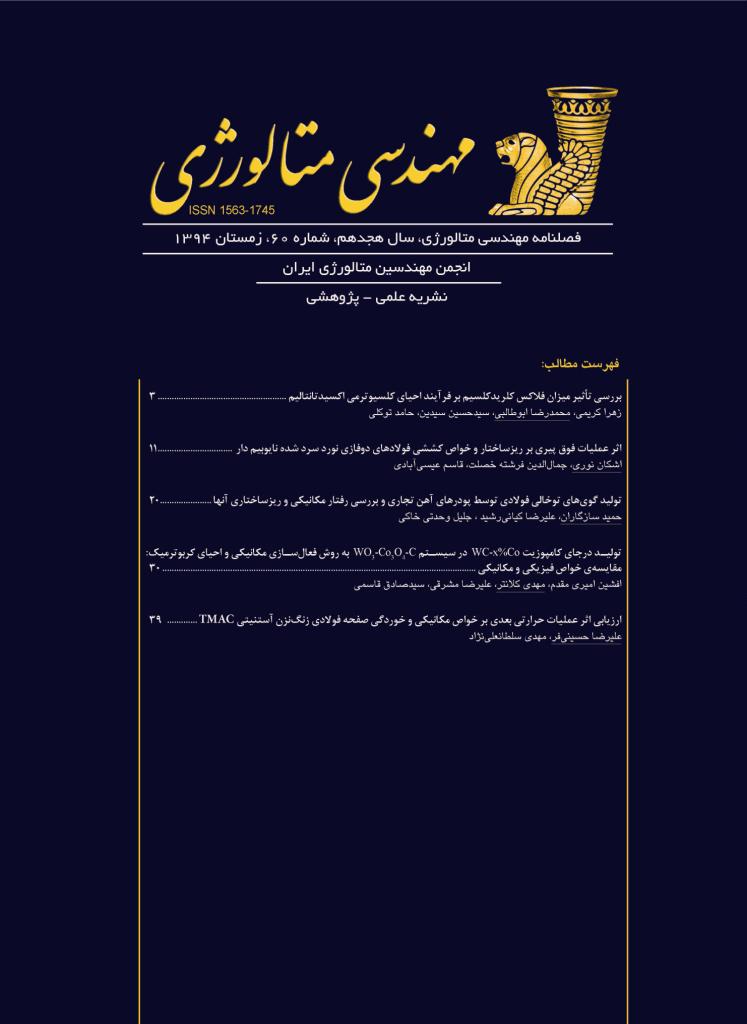 مهندسی متالورژی
ISSN 1563-1745
فصلنامه مهندسی متالورژی، سال هجدهم، شماره ۶۰، زمستان ۱۳۹۴
انجمن مهندسین متالورژی ایران
نشریه علمی - پژوهشی
فهرست مطالب:
بررسی تأثیر میزان فلاکس کلریدکلسیم بر فرآیند احیای کلسیوترمی اکسیدتانتالیم ........ ۳
زهرا کریمی، محمدرضا ابوطالبی، سیدحسین سیدین، حامد توکلی
اثر عملیات فوق پیری بر ریزساختار و خواص کششی فولادهای دوفازی نورد سرد شده نایوبیم دار ........ ۱۱
اشکان نوری، جمال‌الدین فرشته خصلت، قاسم عیسی‌آبادی
تولید گوی‌های توخالی فولادی توسط پودرهای آهن تجاری و بررسی رفتار مکانیکی و ریزساختاری آنها ........ ۲۰
حمید سازگاران، علیرضا کیانی‌رشید ، جلیل وحدتی خاکی
تولیــد درجای کامپوزیت WC-x%Co در سیســتم WO₃-Co₃O₄-C به روش فعال‌ســازی مکانیکی و احیای کربوترمیک:
مقایسه‌ی خواص فیزیکی و مکانیکی ........ ۳۰
افشین امیری مقدم، مهدی کلانتر، علیرضا مشرقی، سیدصادق قاسمی
ارزیابی اثر عملیات حرارتی بعدی بر خواص مکانیکی و خوردگی صفحه فولادی زنگ‌نزن آستنیتی TMAC ........ ۳۹
علیرضا حسینی‌فر، مهدی سلطانعلی‌نژاد